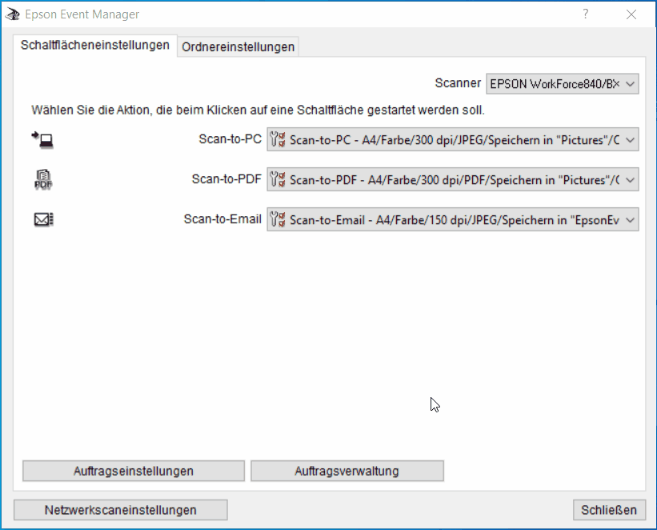 Epson Event Manager
Schaltflächeneinstellungen Ordnereinstellungen
Scanner EPSON WorkForce840/BX
Wählen Sie die Aktion, die beim Klicken auf eine Schaltfläche gestartet werden soll.
Scan-to-PC Scan-to-PC - A4/Farbe/300 dpi/JPEG/Speichern in "Pictures"/C
PDF Scan-to-PDF Scan-to-PDF - A4/Farbe/300 dpi/PDF/Speichern in "Pictures"/C
Scan-to-Email Scan-to-Email - A4/Farbe/150 dpi/JPEG/Speichern in "EpsonEv
Auftragseinstellungen Auftragsverwaltung
Netzwerkscaneinstellungen Schließen